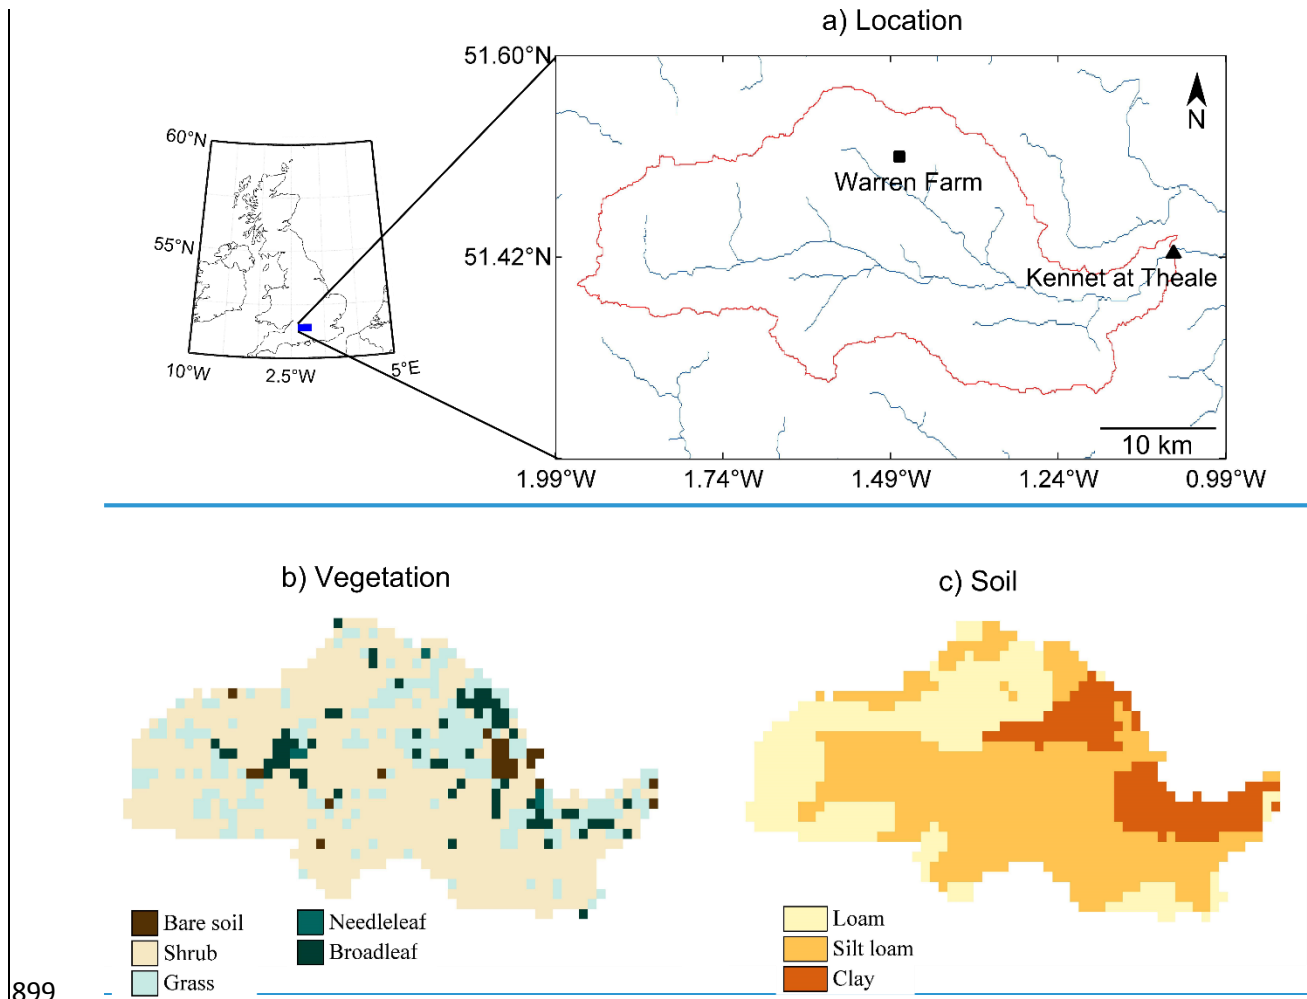 a) Location
51.60°N
N
60°N
Warren Farm
55°N
51.42°N
Kennet at Theale
10°W
2.5°W
5°E
10 km
1.99°W 1.74°W 1.49°W 1.24°W 0.99°W
b) Vegetation
c) Soil
Bare soil
Shrub
Grass
Needleleaf
Broadleaf
Loam
Silt loam
Clay
899